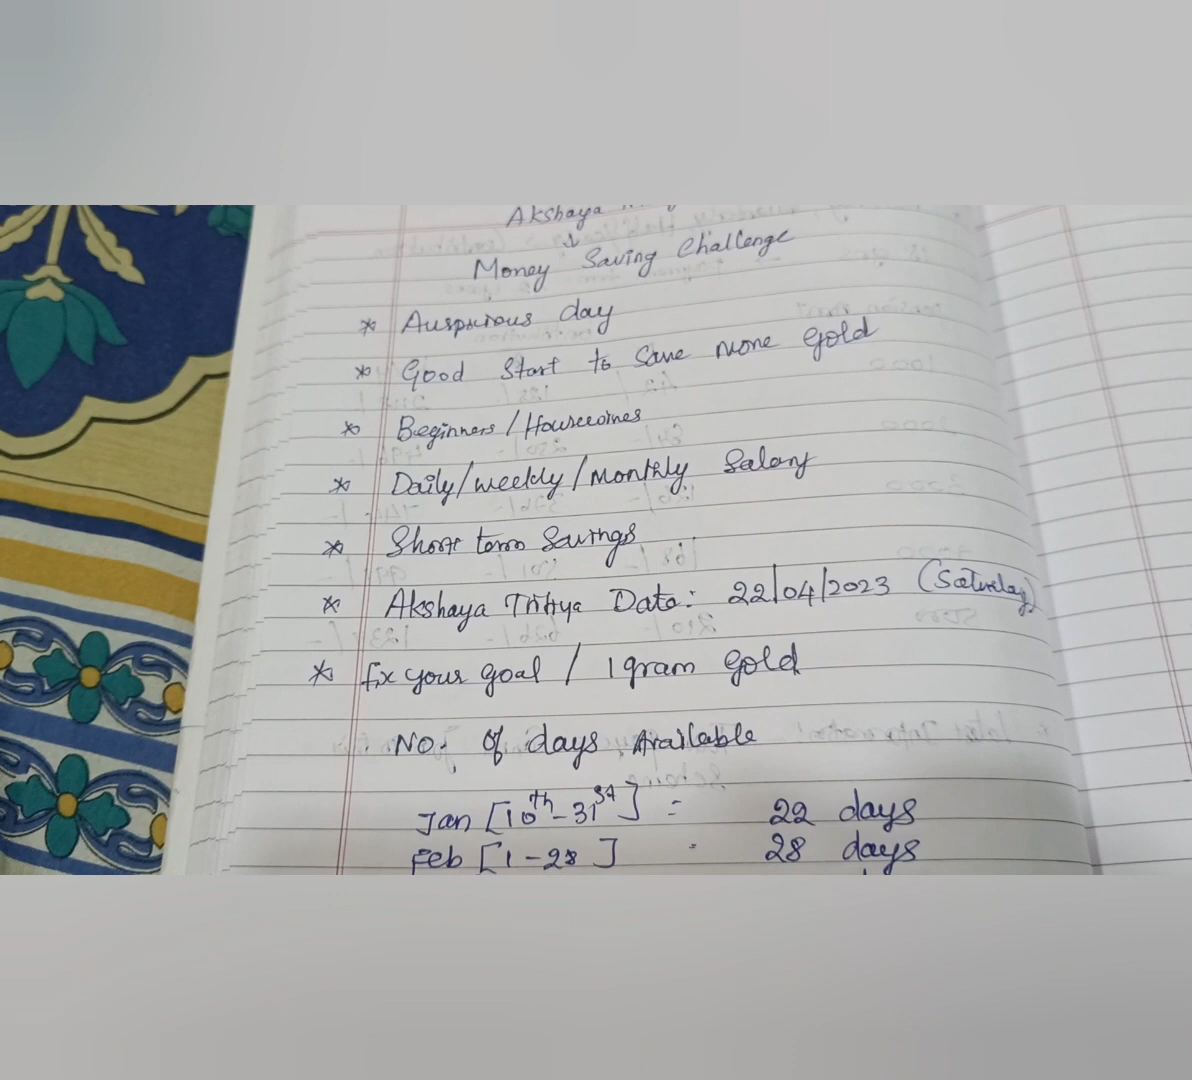 Akshaya
↓
Money Saving Challenge
* Auspicious day
* Good Start to Save more gold
* Beginners / Housewives
* Daily/weekly/monthly Salary
* Short term Savings
* Akshaya Tritiya Date: 22/04/2023 (Saturday)
* fix your goal / 1 gram gold
No. of days Available
Jan [10th-31st] = 22 days
Feb [1-28] = 28 days